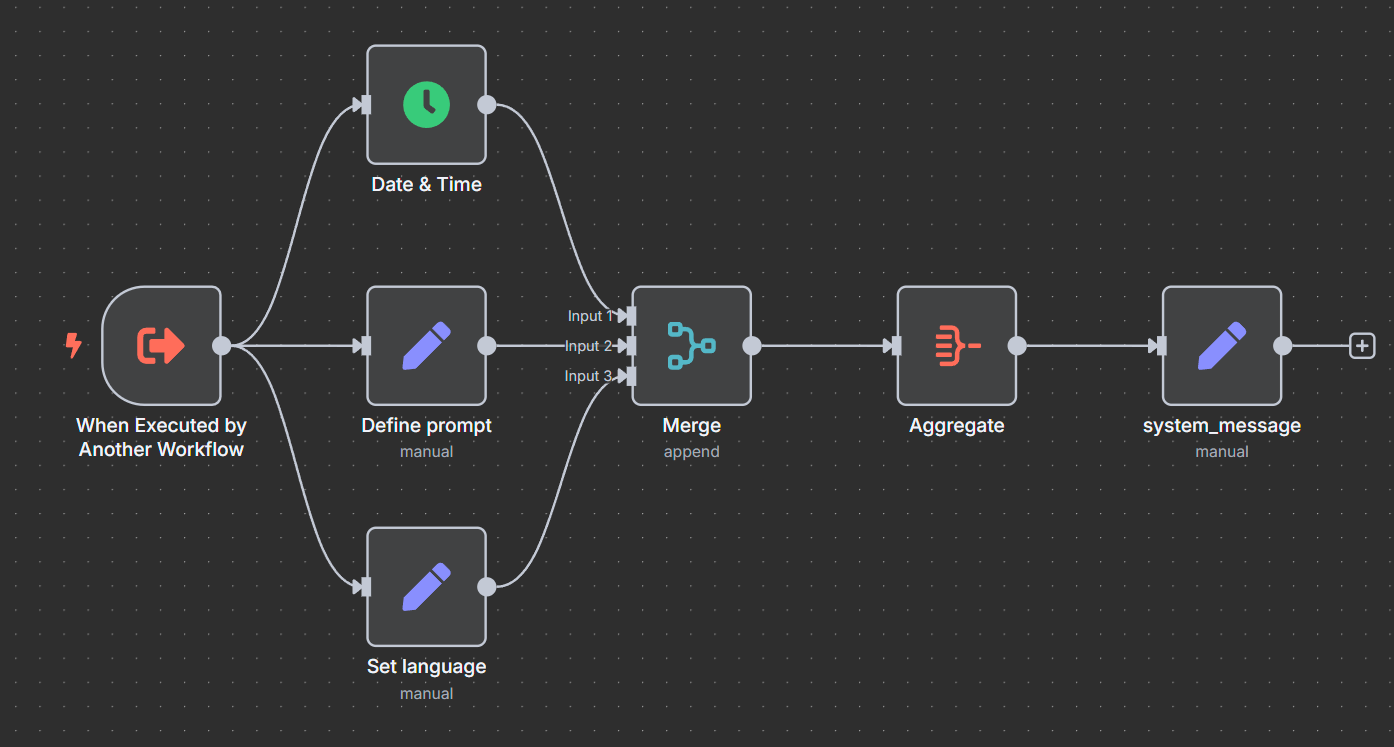 Date & Time
Input 1
Input 2
Input 3
When Executed by
Another Workflow
Define prompt
manual
Merge
append
Aggregate
system_message
manual
Set language
manual